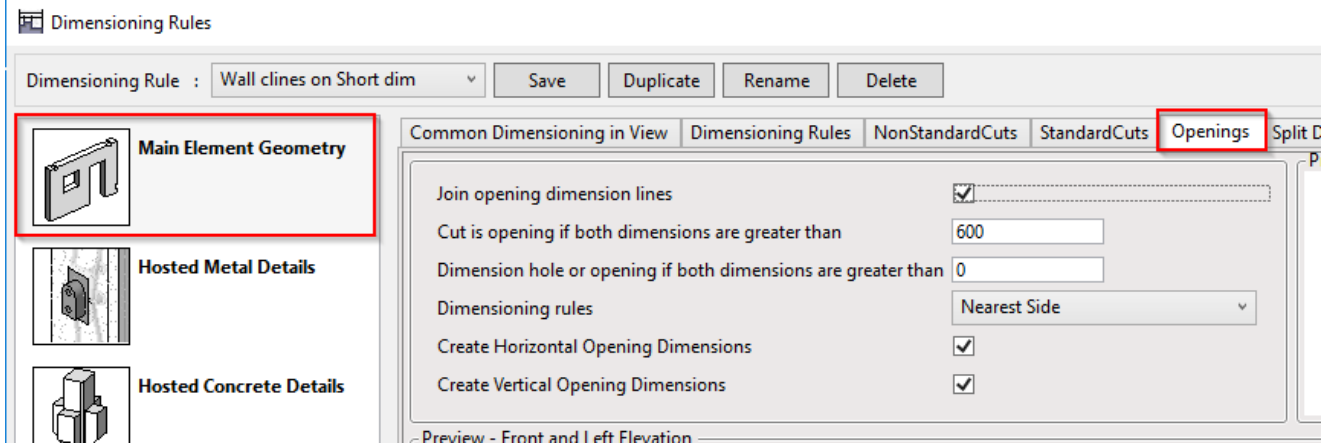 Dimensioning Rules
Dimensioning Rule : Wall clines on Short dim Save Duplicate Rename Delete
Main Element Geometry
Hosted Metal Details
Hosted Concrete Details
Common Dimensioning in View Dimensioning Rules NonStandardCuts StandardCuts Openings Split D
P
Join opening dimension lines
Cut is opening if both dimensions are greater than 600
Dimension hole or opening if both dimensions are greater than 0
Dimensioning rules Nearest Side
Create Horizontal Opening Dimensions
Create Vertical Opening Dimensions
Preview - Front and Left Elevation